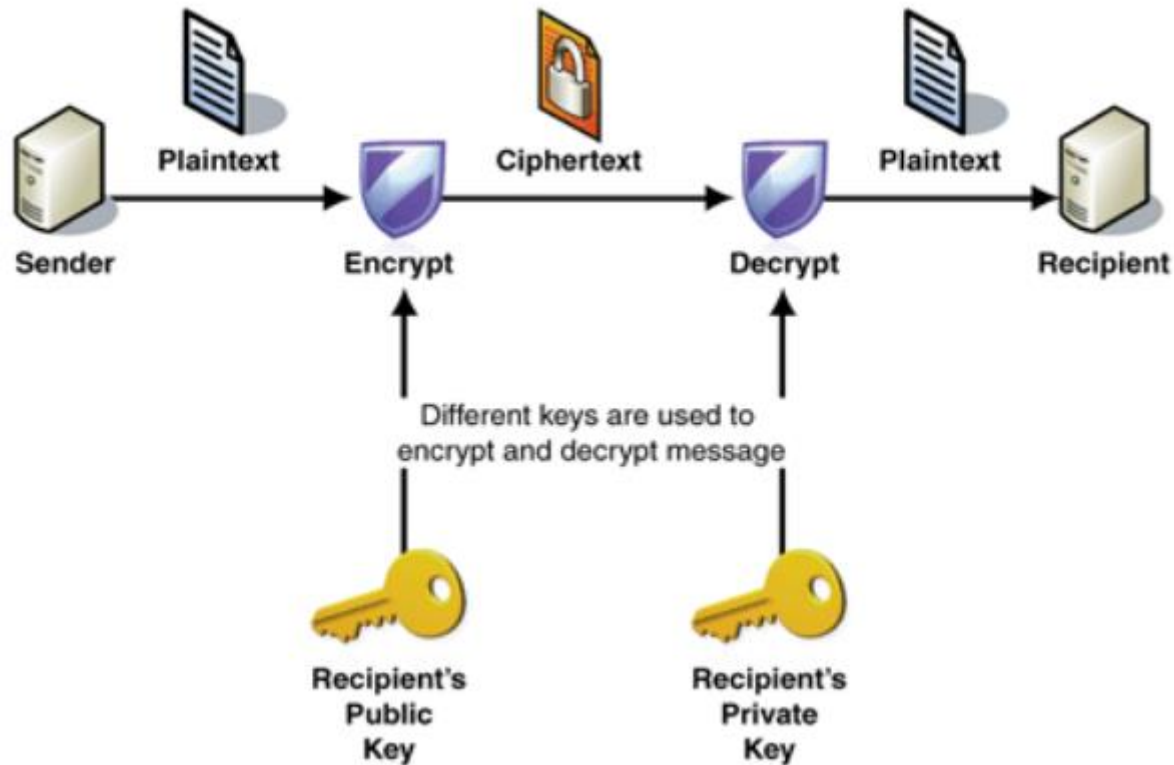 Plaintext
Ciphertext
Plaintext
Sender
Encrypt
Decrypt
Recipient
Different keys are used to
encrypt and decrypt message
Recipient's
Public
Key
Recipient's
Private
Key